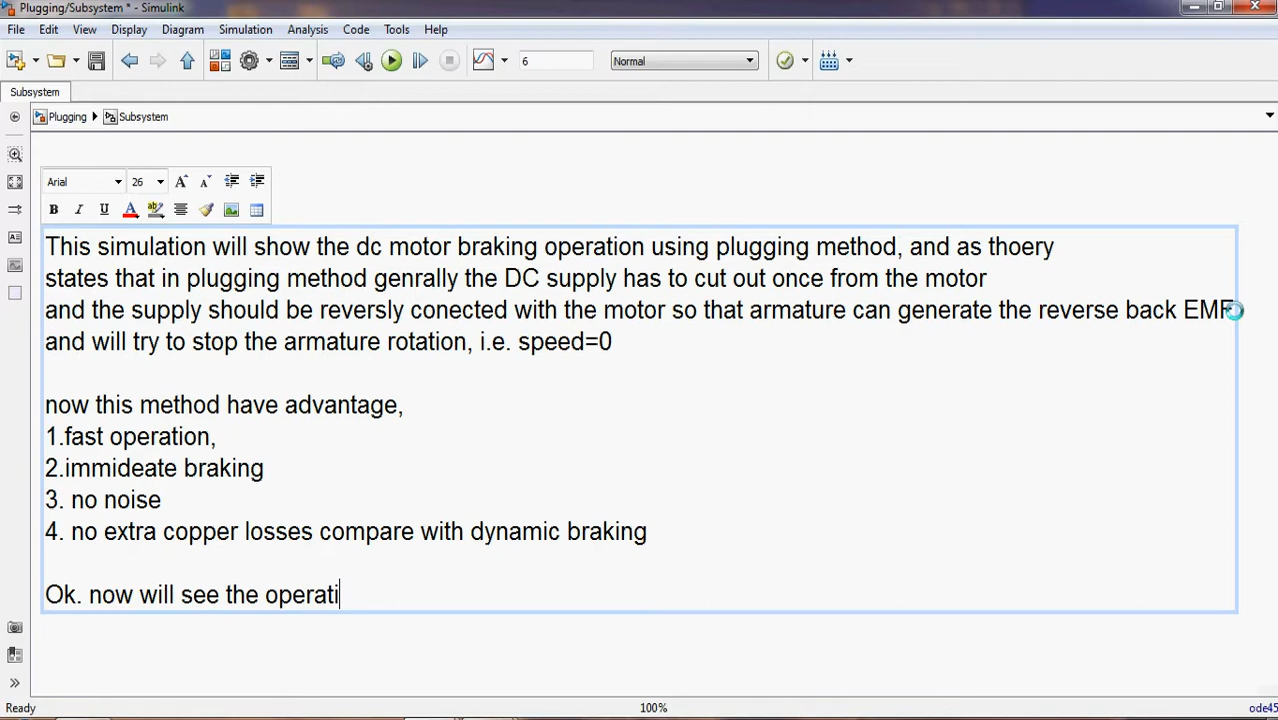 Plugging/Subsystem * - Simulink
File Edit View Display Diagram Simulation Analysis Code Tools Help
6 Normal
Subsystem
Plugging Subsystem
Arial 26
B I U A ab
This simulation will show the dc motor braking operation using plugging method, and as thoery
states that in plugging method genrally the DC supply has to cut out once from the motor
and the supply should be reversly conected with the motor so that armature can generate the reverse back EMF
and will try to stop the armature rotation, i.e. speed=0
now this method have advantage,
1.fast operation,
2.immideate braking
3. no noise
4. no extra copper losses compare with dynamic braking
Ok. now will see the operati
Ready 100% ode45